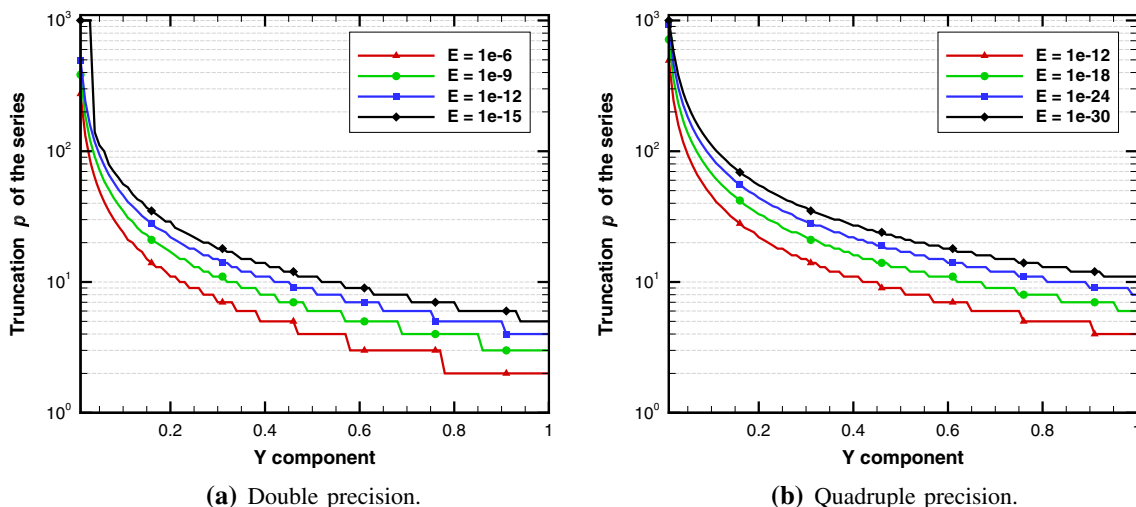 Truncation p of the series
10³
10²
10¹
10⁰
E = 1e-6
E = 1e-9
E = 1e-12
E = 1e-15
0.2 0.4 0.6 0.8 1
Y component
(a) Double precision.
Truncation p of the series
10³
10²
10¹
10⁰
E = 1e-12
E = 1e-18
E = 1e-24
E = 1e-30
0.2 0.4 0.6 0.8 1
Y component
(b) Quadruple precision.